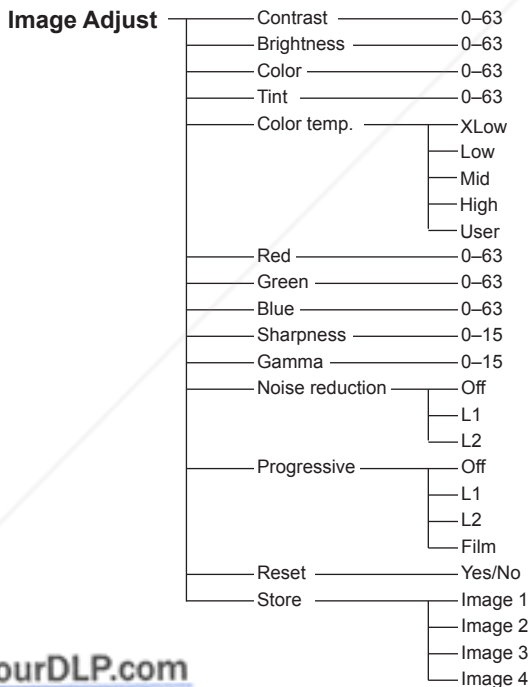 Image Adjust Contrast 0–63
Brightness 0–63
Color 0–63
Tint 0–63
Color temp. XLow
Low
Mid
High
User
Red 0–63
Green 0–63
Blue 0–63
Sharpness 0–15
Gamma 0–15
Noise reduction Off
L1
L2
Progressive Off
L1
L2
Film
Reset Yes/No
Store Image 1
Image 2
Image 3
ourDLP.com Image 4